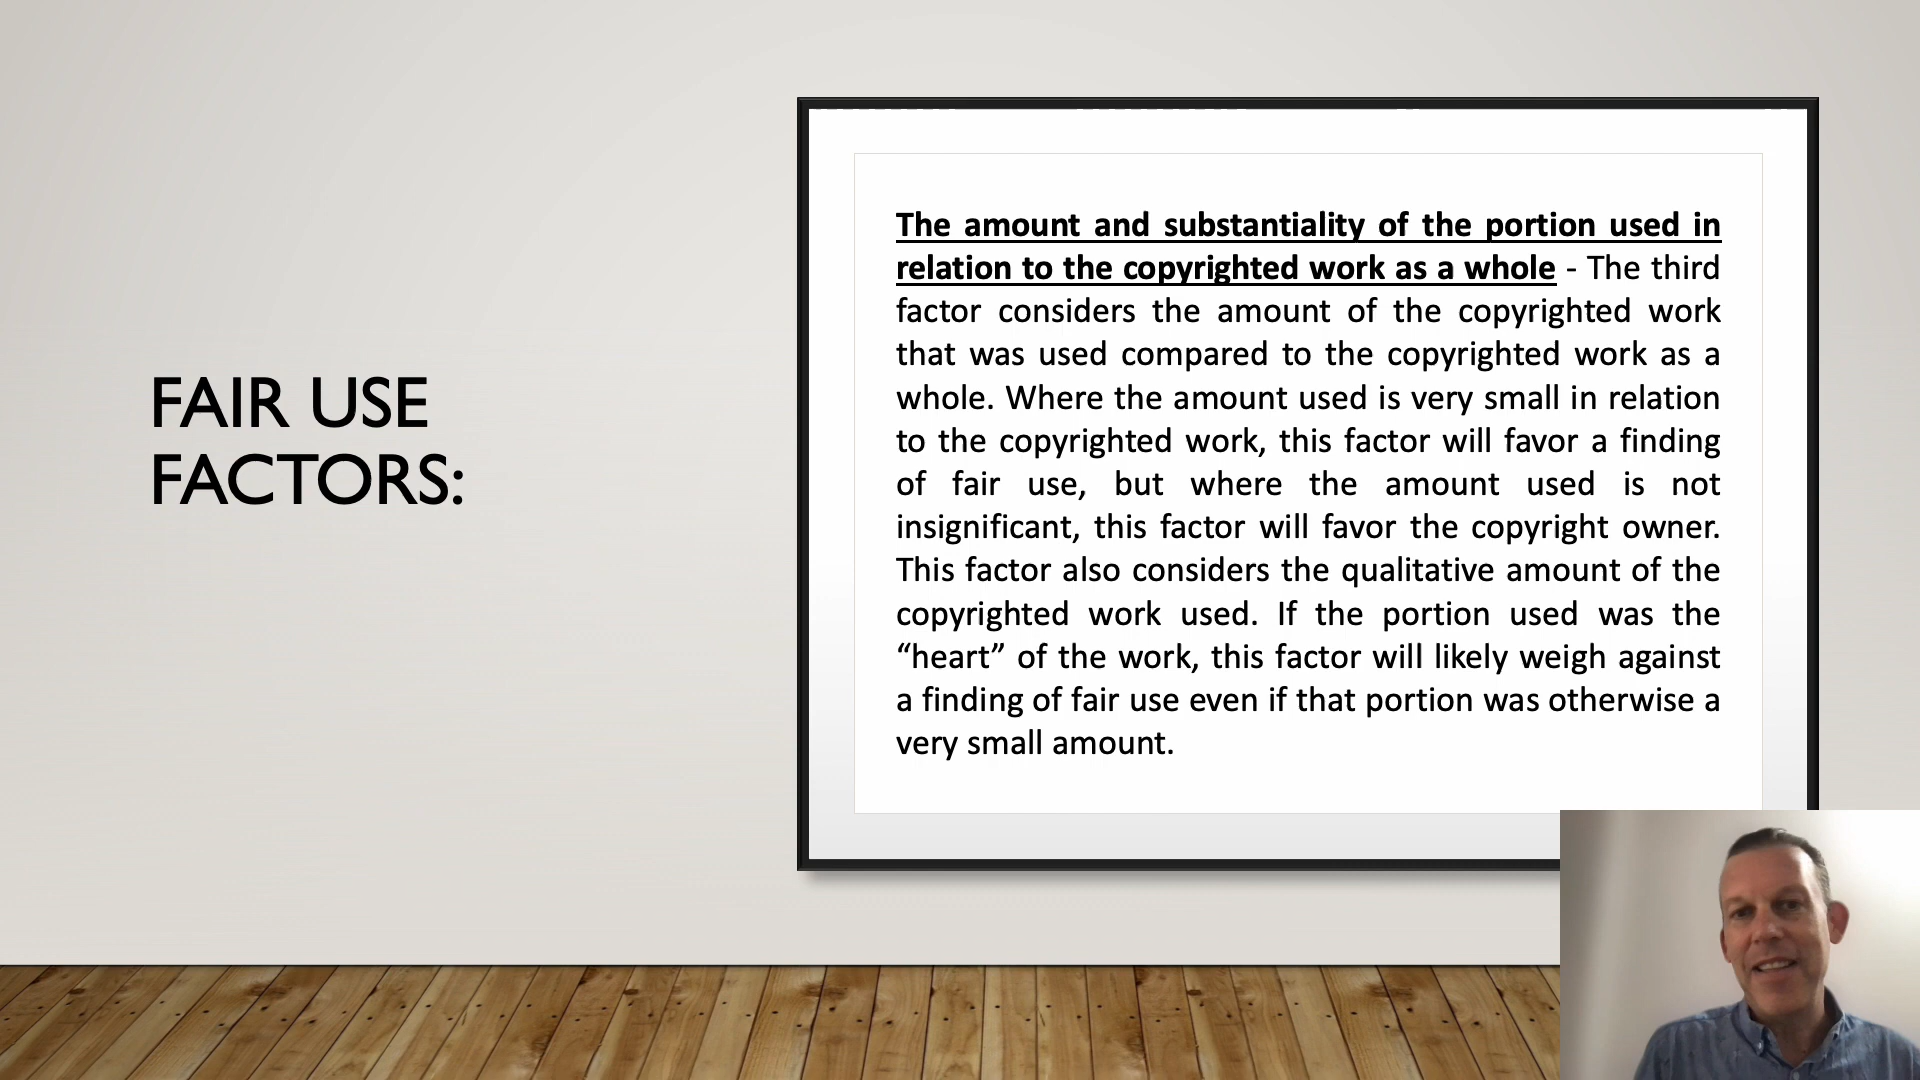 FAIR USE
FACTORS:
The amount and substantiality of the portion used in
relation to the copyrighted work as a whole - The third
factor considers the amount of the copyrighted work
that was used compared to the copyrighted work as a
whole. Where the amount used is very small in relation
to the copyrighted work, this factor will favor a finding
of fair use, but where the amount used is not
insignificant, this factor will favor the copyright owner.
This factor also considers the qualitative amount of the
copyrighted work used. If the portion used was the
“heart” of the work, this factor will likely weigh against
a finding of fair use even if that portion was otherwise a
very small amount.